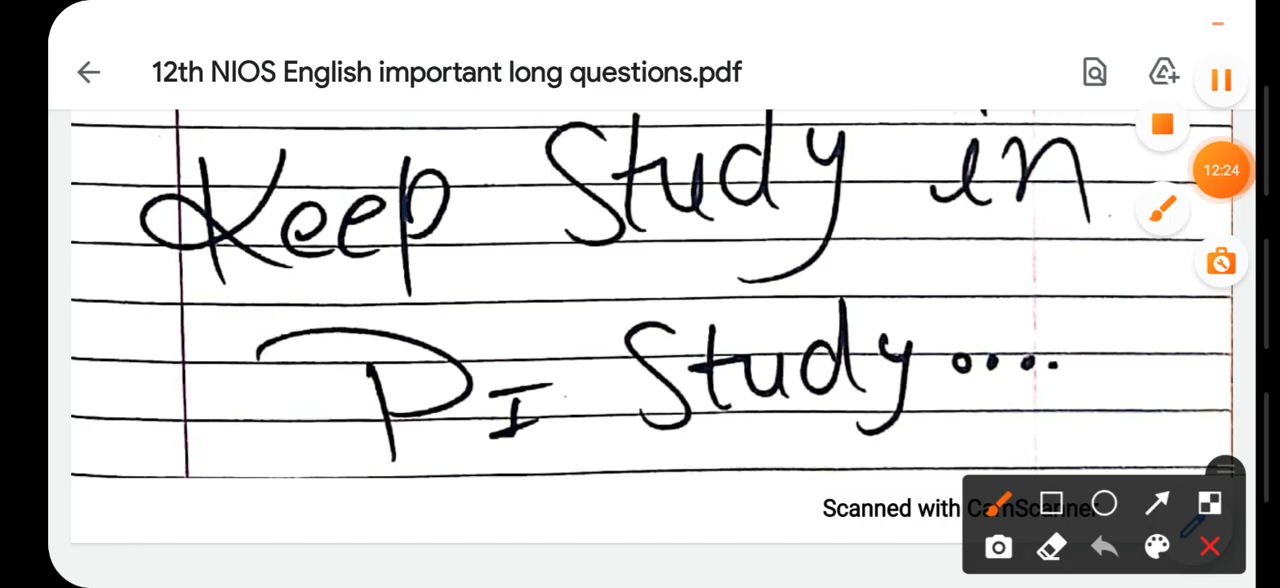 12th NIOS English important long questions.pdf
12:24
Keep Study in
PI Study....
Scanned with CamScanner